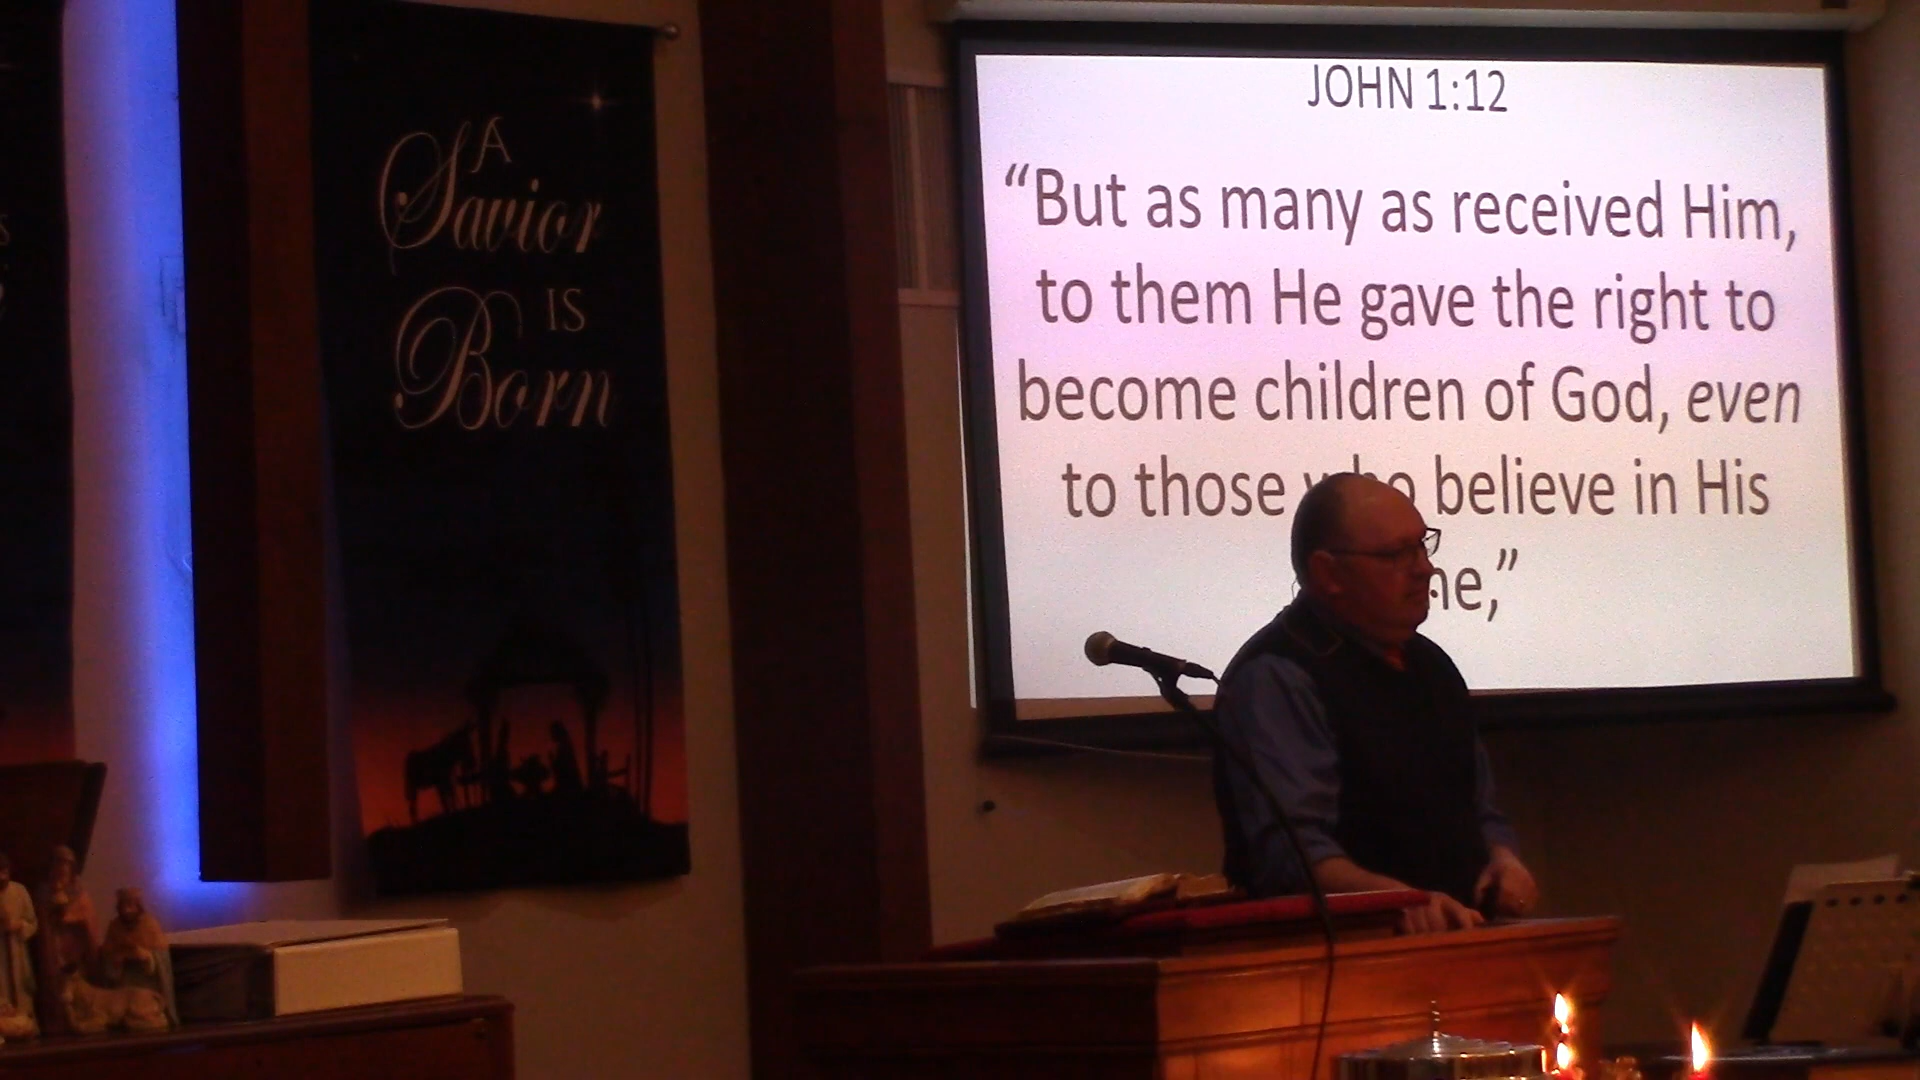 A
Savior
IS
Born
JOHN 1:12
“But as many as received Him,
to them He gave the right to
become children of God, even
to those who believe in His